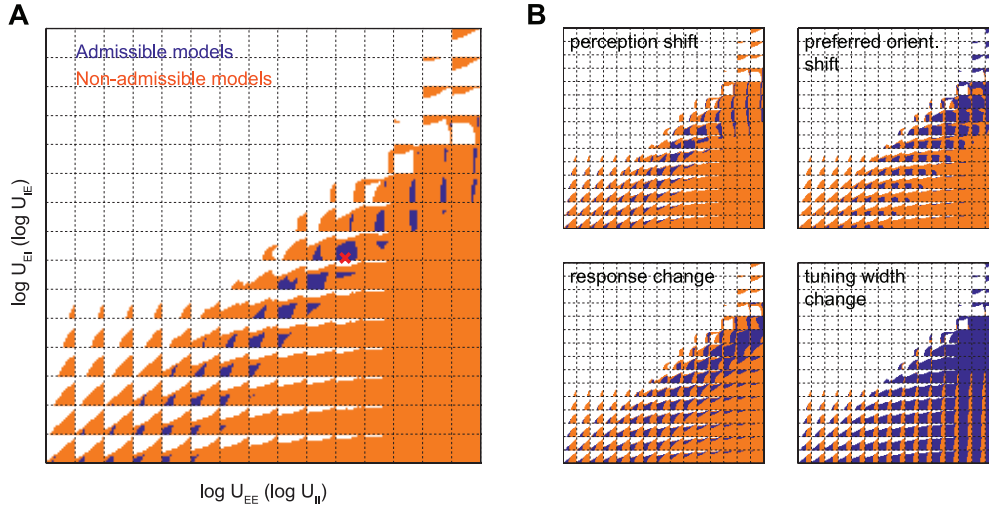 A
Admissible models
Non-admissible models
log U_EI (log U_IE)
log U_EE (log U_II)
B
perception shift
preferred orient.
shift
response change
tuning width
change